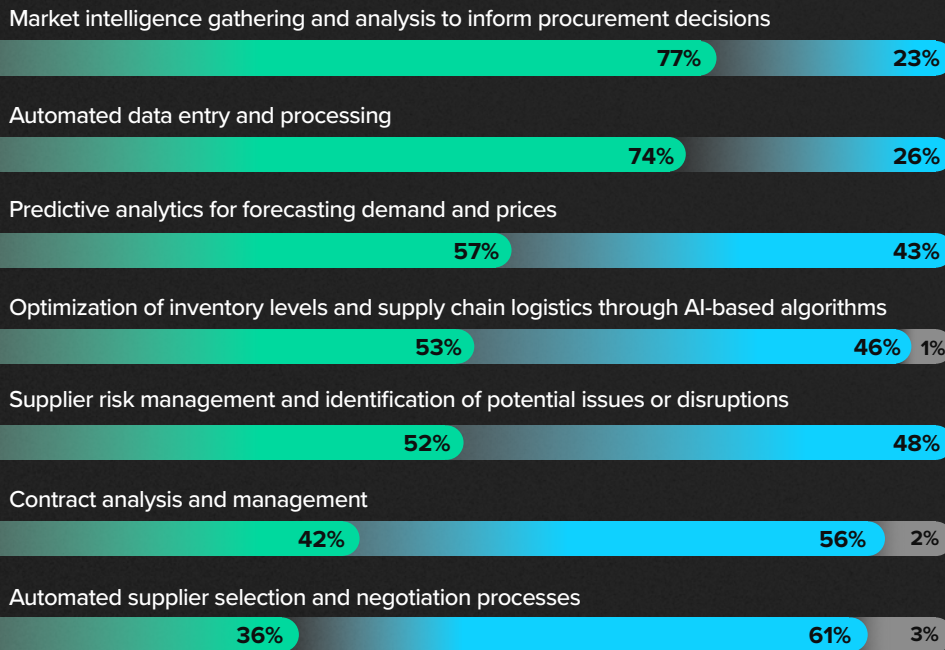 Market intelligence gathering and analysis to inform procurement decisions
77% 23%
Automated data entry and processing
74% 26%
Predictive analytics for forecasting demand and prices
57% 43%
Optimization of inventory levels and supply chain logistics through AI-based algorithms
53% 46% 1%
Supplier risk management and identification of potential issues or disruptions
52% 48%
Contract analysis and management
42% 56% 2%
Automated supplier selection and negotiation processes
36% 61% 3%